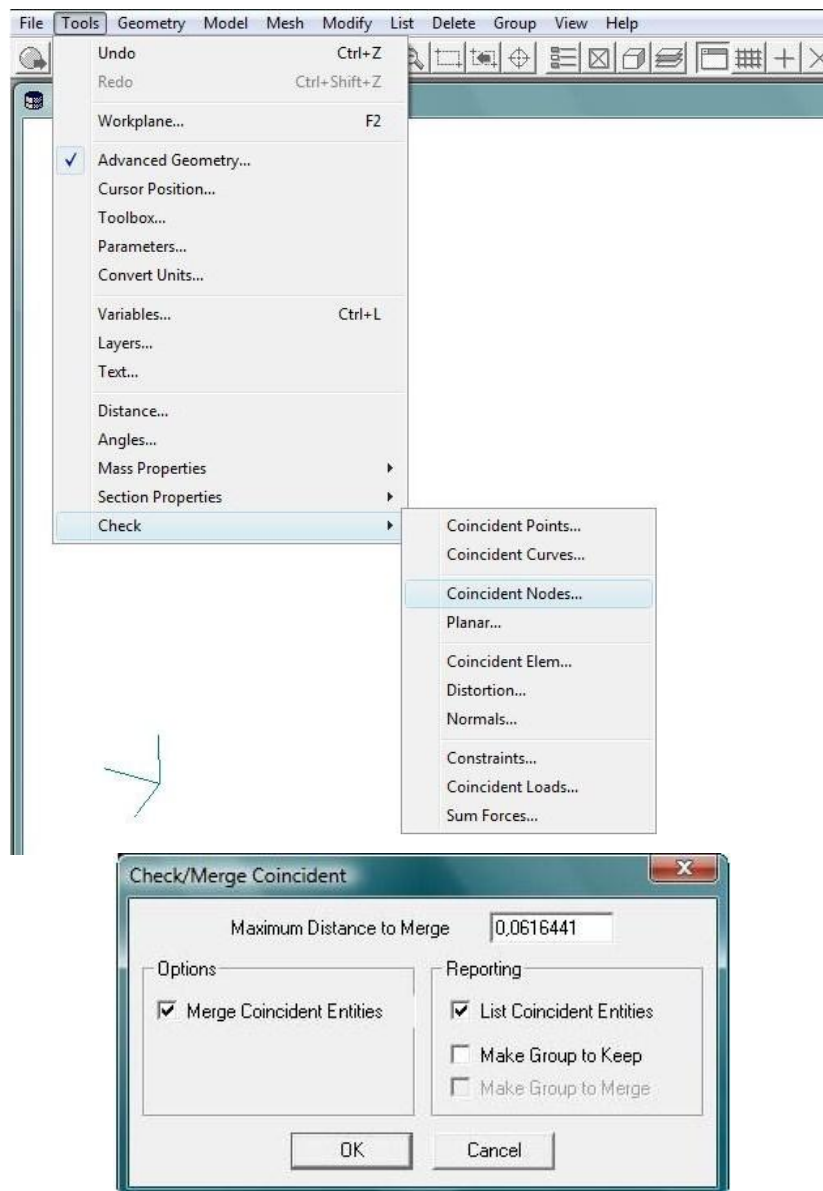 File Tools Geometry Model Mesh Modify List Delete Group View Help
Undo Ctrl+Z
Redo Ctrl+Shift+Z
Workplane... F2
Advanced Geometry...
Cursor Position...
Toolbox...
Parameters...
Convert Units...
Variables... Ctrl+L
Layers...
Text...
Distance...
Angles...
Mass Properties
Section Properties
Check
Coincident Points...
Coincident Curves...
Coincident Nodes...
Planar...
Coincident Elem...
Distortion...
Normals...
Constraints...
Coincident Loads...
Sum Forces...
Check/Merge Coincident
Maximum Distance to Merge 0,0616441
Options
Reporting
Merge Coincident Entities
List Coincident Entities
Make Group to Keep
Make Group to Merge
OK Cancel